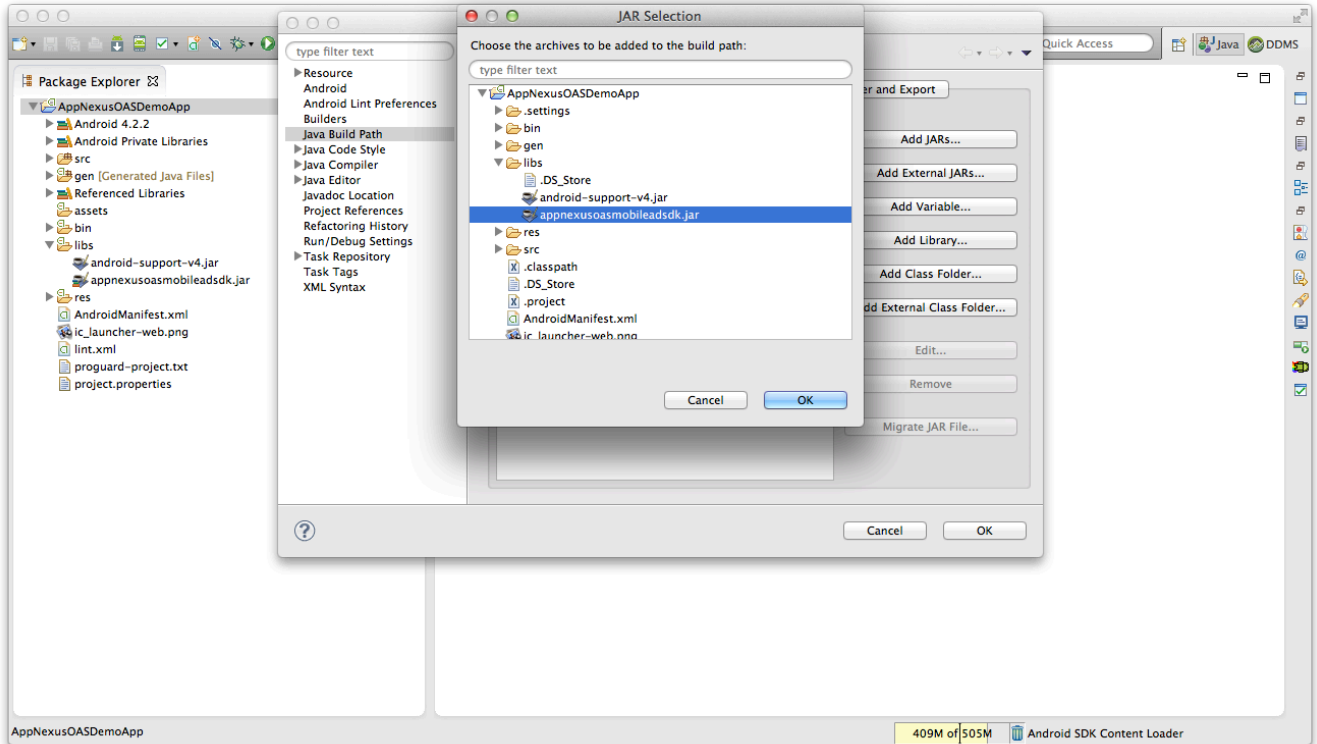 JAR Selection
Choose the archives to be added to the build path:
type filter text
AppNexusOASDemoApp
.settings
bin
gen
libs
.DS_Store
android-support-v4.jar
appnexusoasmobileadsdk.jar
res
src
.classpath
.DS_Store
.project
AndroidManifest.xml
ic_launcher-web.png
Cancel
OK
type filter text
Resource
Android
Android Lint Preferences
Builders
Java Build Path
Java Code Style
Java Compiler
Java Editor
Javadoc Location
Project References
Refactoring History
Run/Debug Settings
Task Repository
Task Tags
XML Syntax
and Export
Add JARs...
Add External JARs...
Add Variable...
Add Library...
Add Class Folder...
External Class Folder...
Edit...
Remove
Migrate JAR File...
Cancel
OK
Quick Access
Java
DDMS
Package Explorer
AppNexusOASDemoApp
Android 4.2.2
Android Private Libraries
src
gen [Generated Java Files]
Referenced Libraries
assets
bin
libs
android-support-v4.jar
appnexusoasmobileadsdk.jar
res
AndroidManifest.xml
ic_launcher-web.png
lint.xml
proguard-project.txt
project.properties
AppNexusOASDemoApp
409M of 505M
Android SDK Content Loader